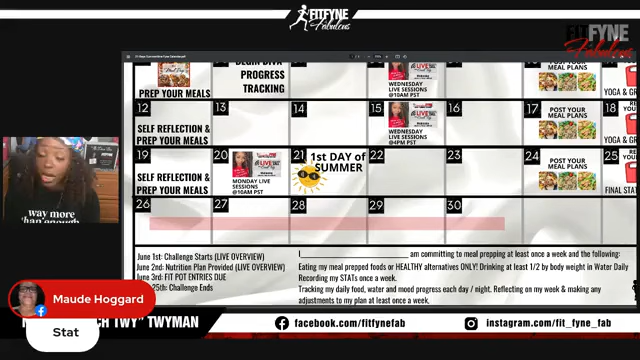 FITFYNE
Fabulous
FITFYNE
Fabulous
BEGIN DIVA
PROGRESS
TRACKING
PREP YOUR MEALS
WEDNESDAY
LIVE SESSIONS
@10AM PST
POST YOUR
MEAL PLANS
YOGA &
12
SELF REFLECTION &
PREP YOUR MEALS
13
14
15
LIVE
WEDNESDAY
LIVE SESSIONS
@4PM PST
16
17
POST YOUR
MEAL PLANS
18
YOGA &
19
SELF REFLECTION &
PREP YOUR MEALS
20
MONDAY LIVE
SESSIONS
@10AM PST
21
1st DAY of
SUMMER
22
23
24
POST YOUR
MEAL PLANS
25
FINAL STAT
26
27
28
29
30
June 1st: Challenge Starts (LIVE OVERVIEW)
June 2nd: Nutrition Plan Provided (LIVE OVERVIEW)
June 3rd: FIT POT ENTRIES DUE
25th: Challenge Ends
I am committing to meal prepping at least once a week and the following:
Eating my meal prepped foods or HEALTHY alternatives ONLY! Drinking at least 1/2 by body weight in Water Daily
Recording my STATs once a week.
Tracking my daily food, water and mood progress each day / night. Reflecting on my week & making any
adjustments to my plan at least once a week.
way more
than enough
Maude Hoggard
Stat
TWY" TWYMAN
facebook.com/fitfynefab
instagram.com/fit_fyne_fab